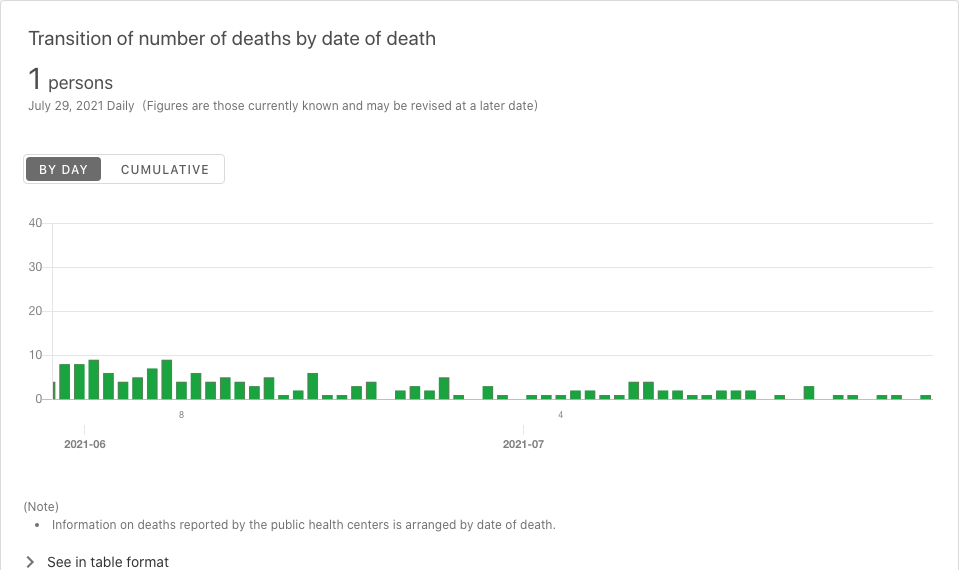 Transition of number of deaths by date of death
1 persons
July 29, 2021 Daily (Figures are those currently known and may be revised at a later date)
BY DAY CUMULATIVE
40
30
20
10
0
8 4
2021-06 2021-07
(Note)
• Information on deaths reported by the public health centers is arranged by date of death.
See in table format